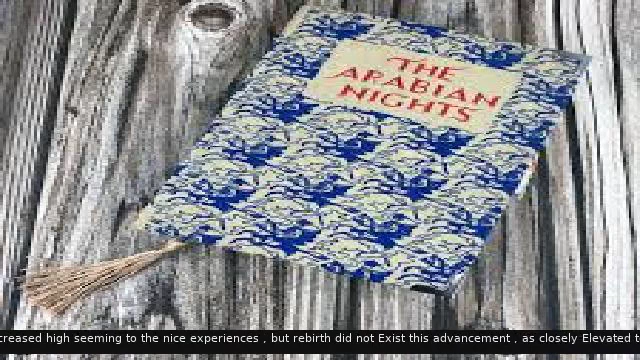 THE
ARABIAN
NIGHTS
creased high seeming to the nice experiences , but rebirth did not Exist this advancement , as closely Elevated t